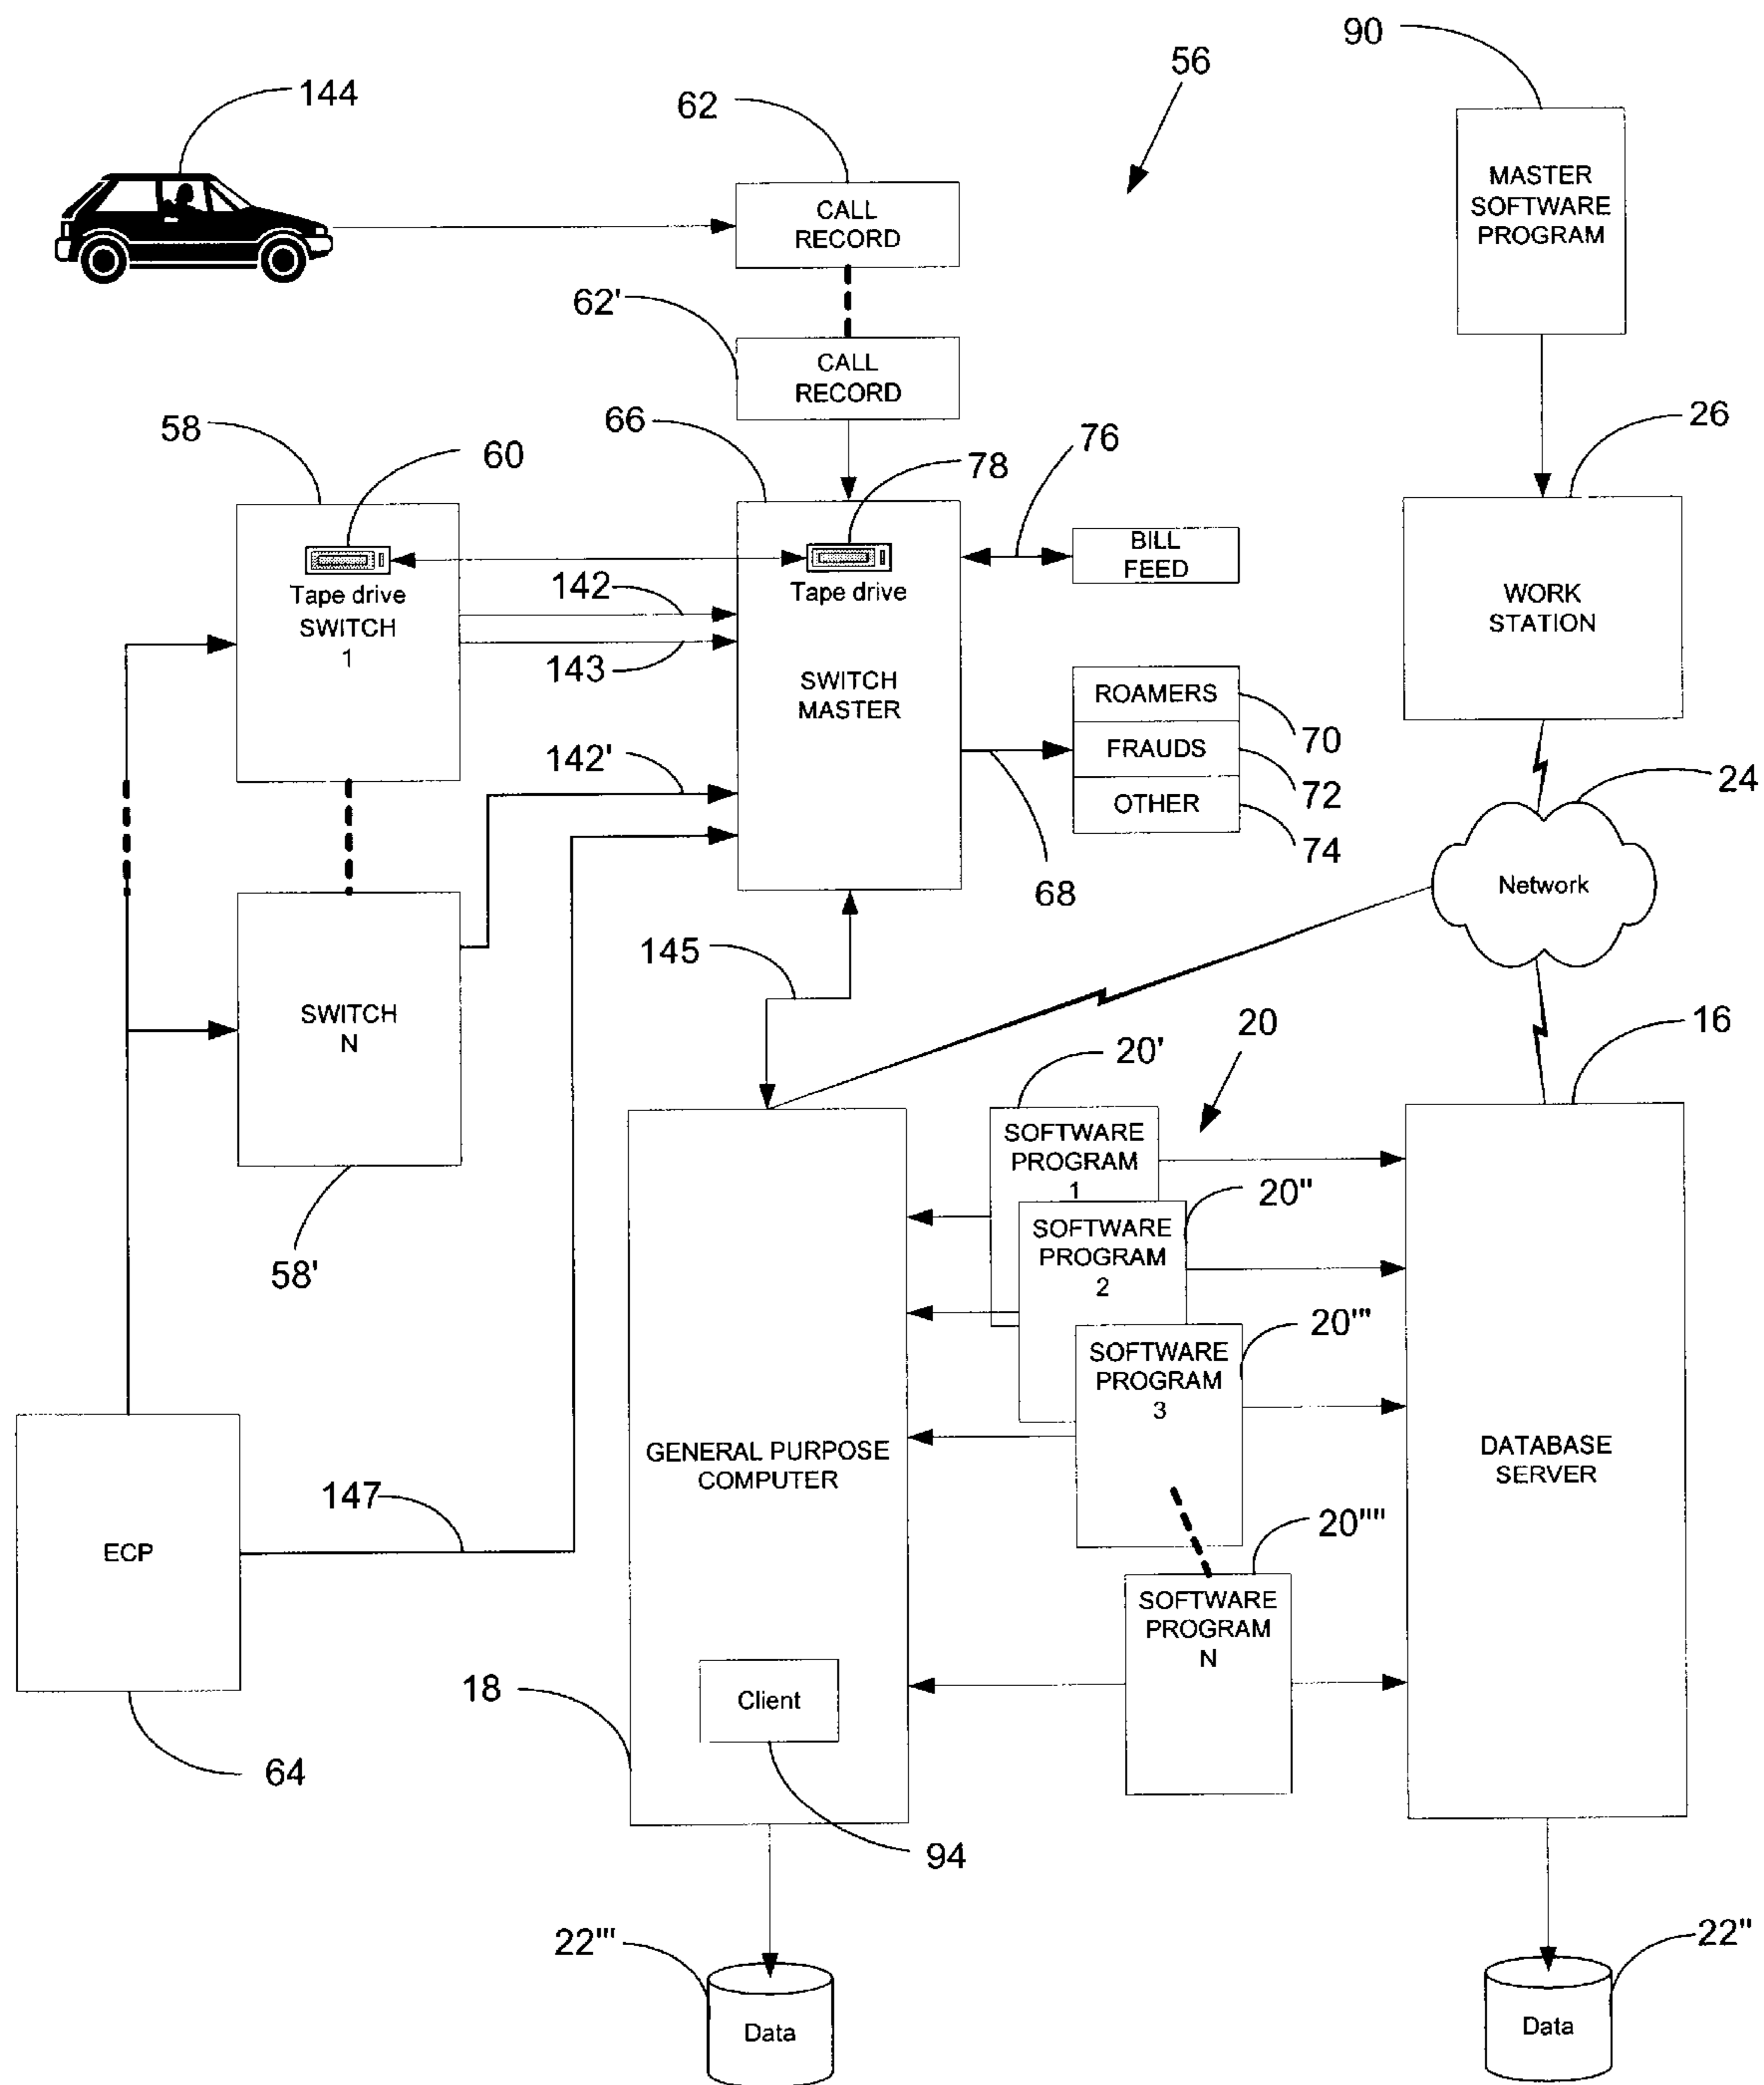 90
56
144
62
MASTER
SOFTWARE
PROGRAM
CALL
RECORD
62'
CALL
RECORD
26
58
60
66
78
76
Tape drive
SWITCH
1
Tape drive
SWITCH
MASTER
BILL
FEED
WORK
STATION
142
143
142'
ROAMERS
FRAUDS
OTHER
70
72
74
68
24
Network
145
SWITCH
N
58'
20'
20
16
SOFTWARE
PROGRAM
1
20"
SOFTWARE
PROGRAM
2
20'"
SOFTWARE
PROGRAM
3
20""
SOFTWARE
PROGRAM
N
GENERAL PURPOSE
COMPUTER
DATABASE
SERVER
147
ECP
64
18
Client
94
22'"
Data
22"
Data